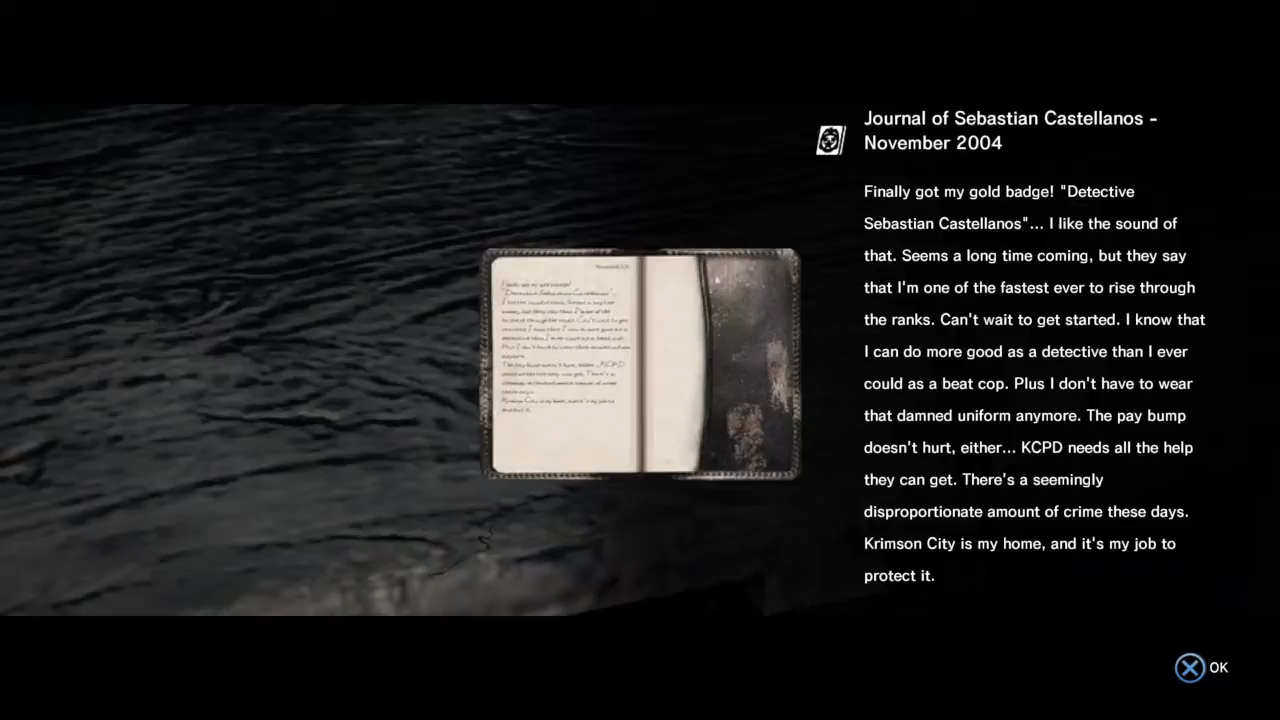 Journal of Sebastian Castellanos -
November 2004
Finally got my gold badge! "Detective
Sebastian Castellanos"... I like the sound of
that. Seems a long time coming, but they say
that I'm one of the fastest ever to rise through
the ranks. Can't wait to get started. I know that
I can do more good as a detective than I ever
could as a beat cop. Plus I don't have to wear
that damned uniform anymore. The pay bump
doesn't hurt, either... KCPD needs all the help
they can get. There's a seemingly
disproportionate amount of crime these days.
Krimson City is my home, and it's my job to
protect it.
OK